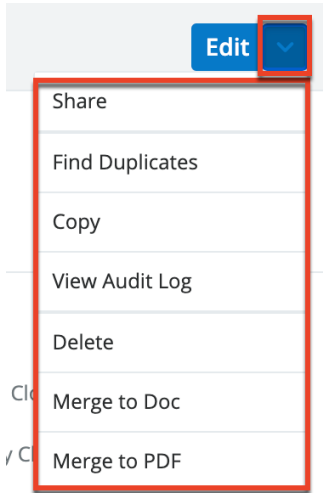 Edit
Share
Find Duplicates
Copy
View Audit Log
Delete
Merge to Doc
Merge to PDF